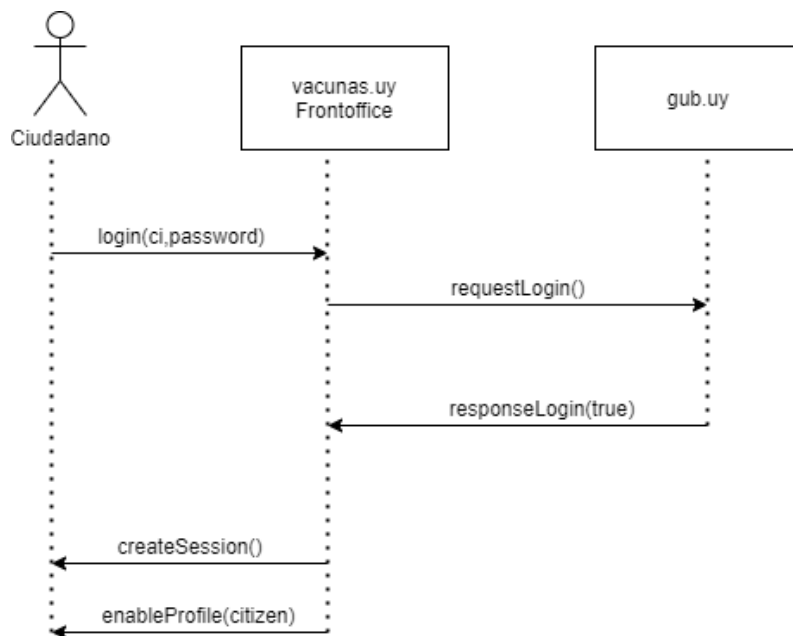 vacunas.uy
Frontoffice
gub.uy
Ciudadano
login(ci,password)
requestLogin()
responseLogin(true)
createSession()
enableProfile(citizen)